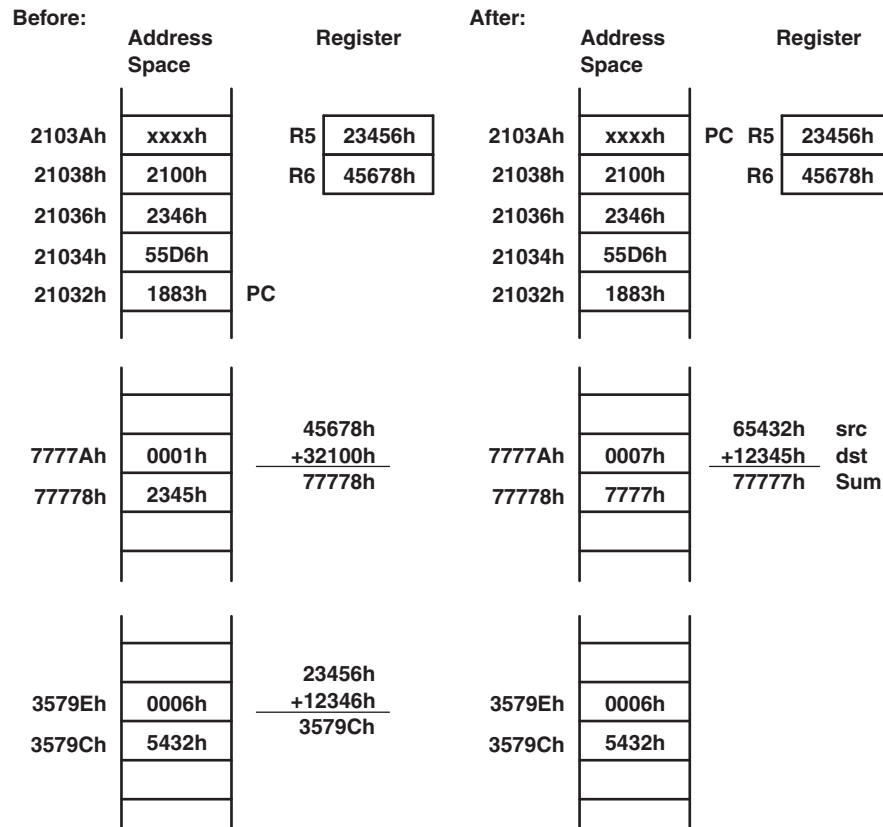 Before:
Address Space
Register
2103Ah xxxxh R5 23456h
21038h 2100h R6 45678h
21036h 2346h
21034h 55D6h
21032h 1883h PC
45678h
7777Ah 0001h +32100h
77778h 2345h 77778h
23456h
3579Eh 0006h +12346h
3579Ch 5432h 3579Ch
After:
Address Space
Register
2103Ah xxxxh PC R5 23456h
21038h 2100h R6 45678h
21036h 2346h
21034h 55D6h
21032h 1883h
65432h src
7777Ah 0007h +12345h dst
77778h 7777h 77777h Sum
3579Eh 0006h
3579Ch 5432h